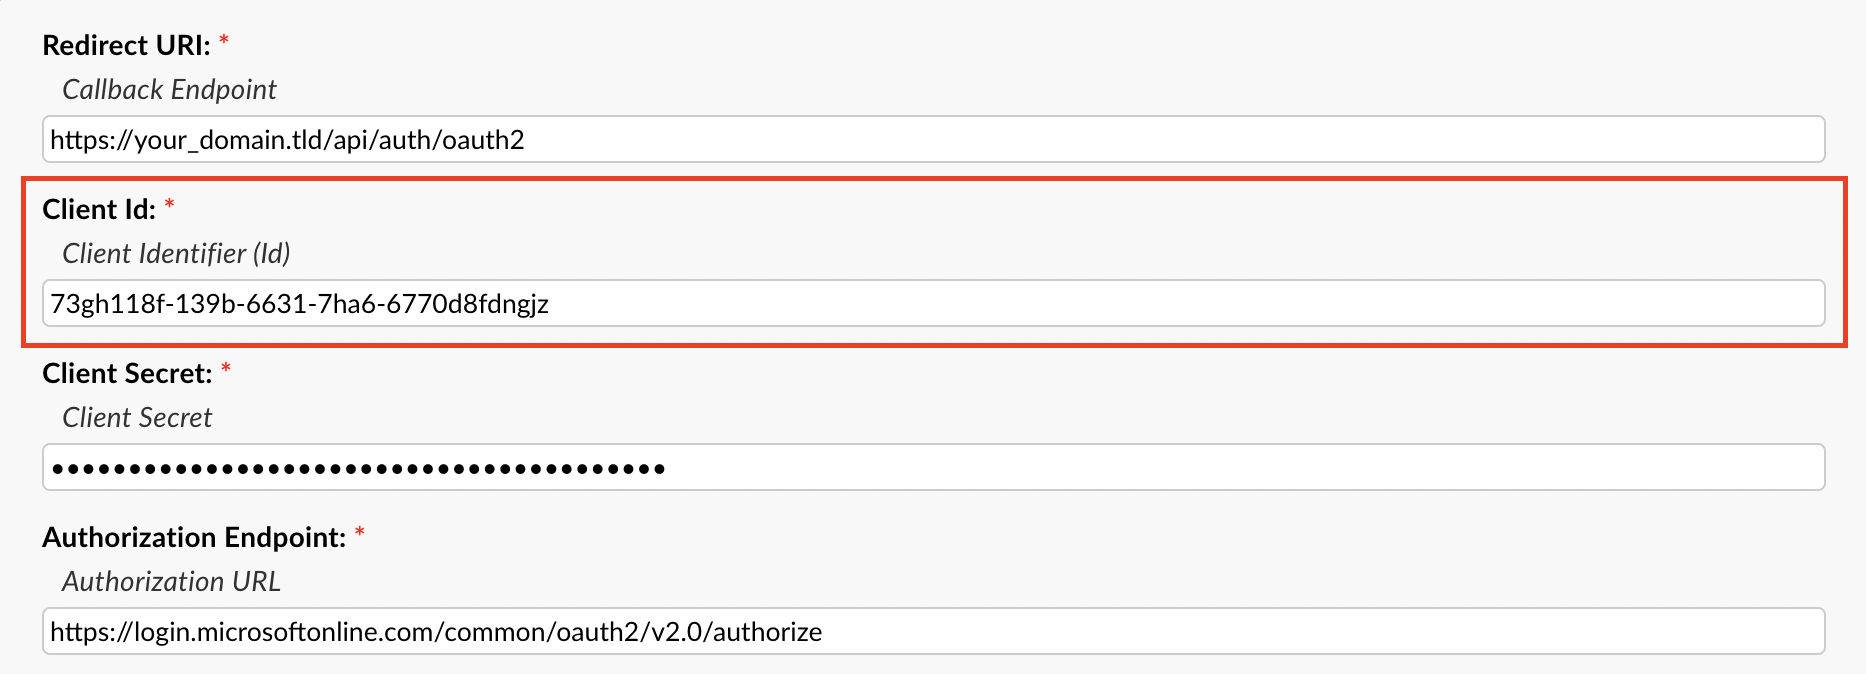 Redirect URI: *
Callback Endpoint
https://your_domain.tld/api/auth/oauth2
Client Id: *
Client Identifier (Id)
73gh118f-139b-6631-7ha6-6770d8fdngjz
Client Secret: *
Client Secret
••••••••••••••••••••••••••••••••••••••••
Authorization Endpoint: *
Authorization URL
https://login.microsoftonline.com/common/oauth2/v2.0/authorize